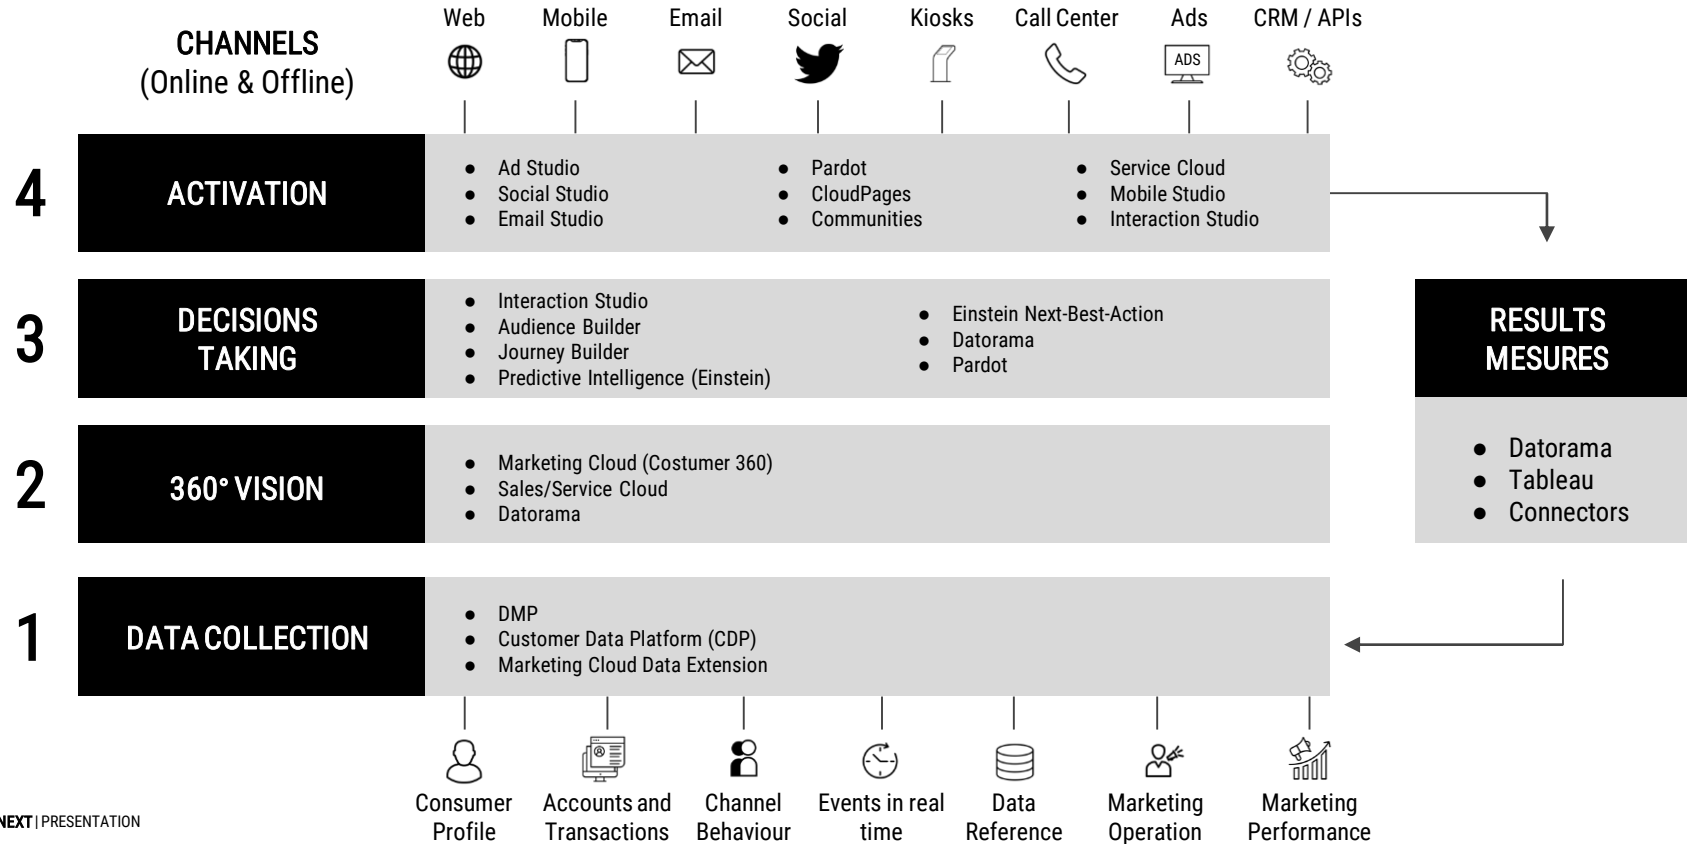 Web
Mobile
Email
Social
Kiosks
Call Center
Ads
CRM / APIs
CHANNELS
(Online & Offline)
ADS
4
ACTIVATION
● Ad Studio
● Social Studio
● Email Studio
● Pardot
● CloudPages
● Communities
● Service Cloud
● Mobile Studio
● Interaction Studio
3
DECISIONS
TAKING
● Interaction Studio
● Audience Builder
● Journey Builder
● Predictive Intelligence (Einstein)
● Einstein Next-Best-Action
● Datorama
● Pardot
RESULTS
MESURES
● Datorama
● Tableau
● Connectors
2
360° VISION
● Marketing Cloud (Costumer 360)
● Sales/Service Cloud
● Datorama
1
DATA COLLECTION
● DMP
● Customer Data Platform (CDP)
● Marketing Cloud Data Extension
Consumer
Profile
Accounts and
Transactions
Channel
Behaviour
Events in real
time
Data
Reference
Marketing
Operation
Marketing
Performance
NEXT | PRESENTATION